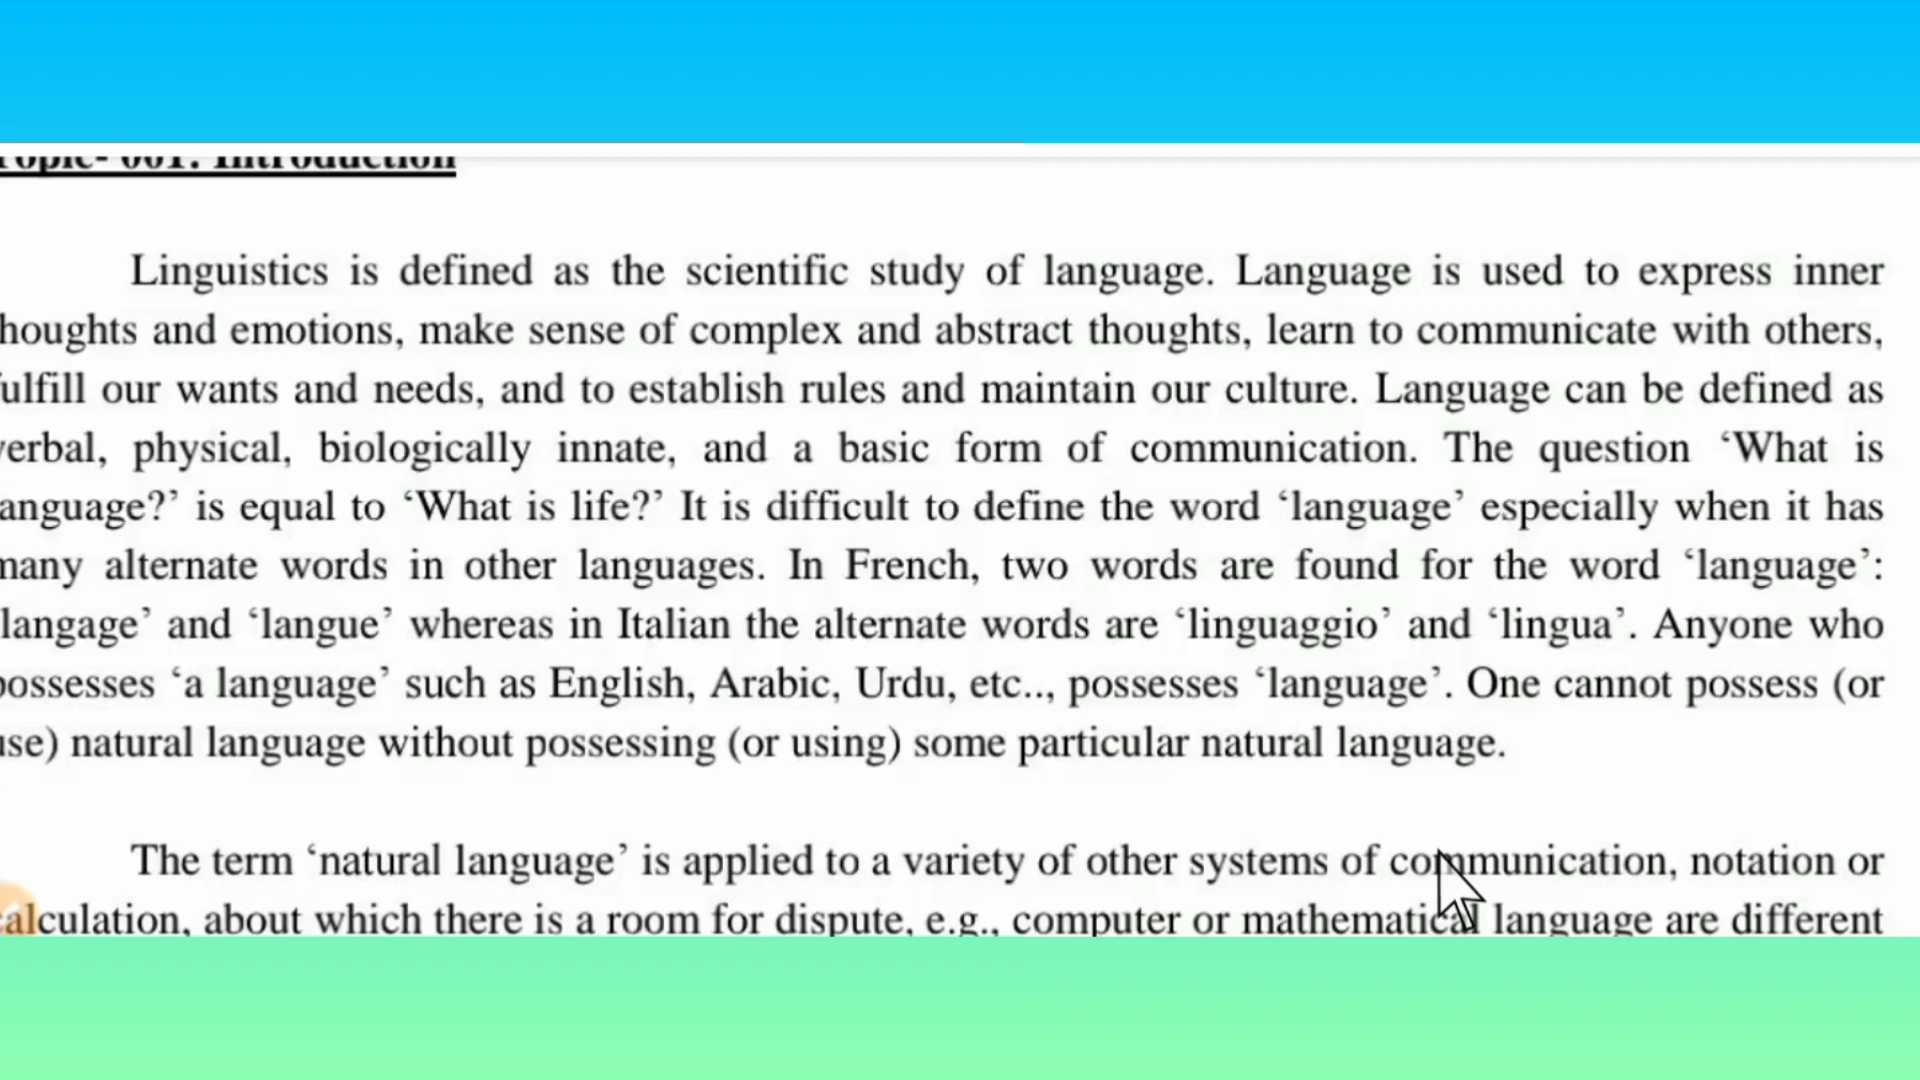 Topic- 001: Introduction
Linguistics is defined as the scientific study of language. Language is used to express inner
houghts and emotions, make sense of complex and abstract thoughts, learn to communicate with others,
ulfill our wants and needs, and to establish rules and maintain our culture. Language can be defined as
verbal, physical, biologically innate, and a basic form of communication. The question ‘What is
anguage?’ is equal to ‘What is life?’ It is difficult to define the word ‘language’ especially when it has
many alternate words in other languages. In French, two words are found for the word ‘language’:
langage’ and ‘langue’ whereas in Italian the alternate words are ‘linguaggio’ and ‘lingua’. Anyone who
possesses ‘a language’ such as English, Arabic, Urdu, etc.., possesses ‘language’. One cannot possess (or
use) natural language without possessing (or using) some particular natural language.
The term ‘natural language’ is applied to a variety of other systems of communication, notation or
alculation, about which there is a room for dispute, e.g., computer or mathematical language are different